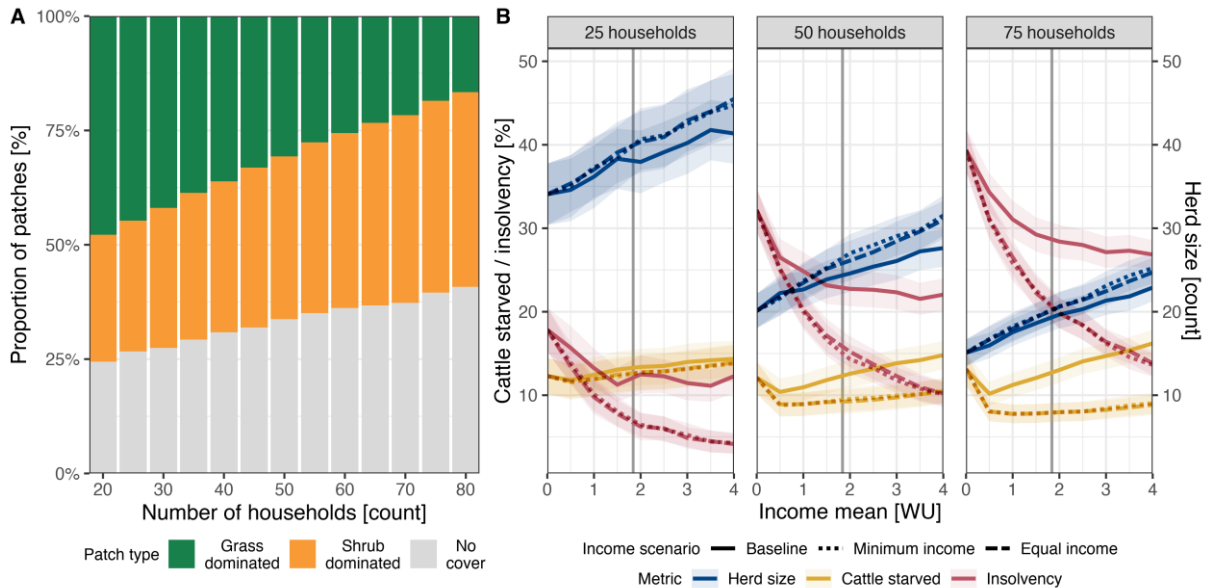 A
100%
75%
50%
25%
0%
Proportion of patches [%]
20 30 40 50 60 70 80
Number of households [count]
Patch type
Grass
dominated
Shrub
dominated
No
cover
B
25 households
50 households
75 households
50
40
30
20
10
Cattle starved / insolvency [%]
50
40
30
20
10
Herd size [count]
0 1 2 3 4
0 1 2 3 4
0 1 2 3 4
Income mean [WU]
Income scenario Baseline Minimum income Equal income
Metric Herd size Cattle starved Insolvency